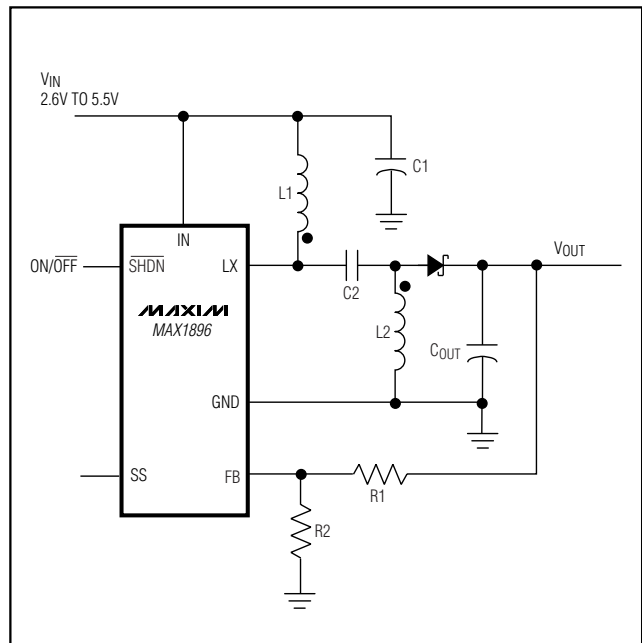 VIN
2.6V TO 5.5V
C1
L1
IN
ON/OFF
SHDN
LX
VOUT
C2
MAXIM
MAX1896
L2
COUT
GND
SS
FB
R1
R2